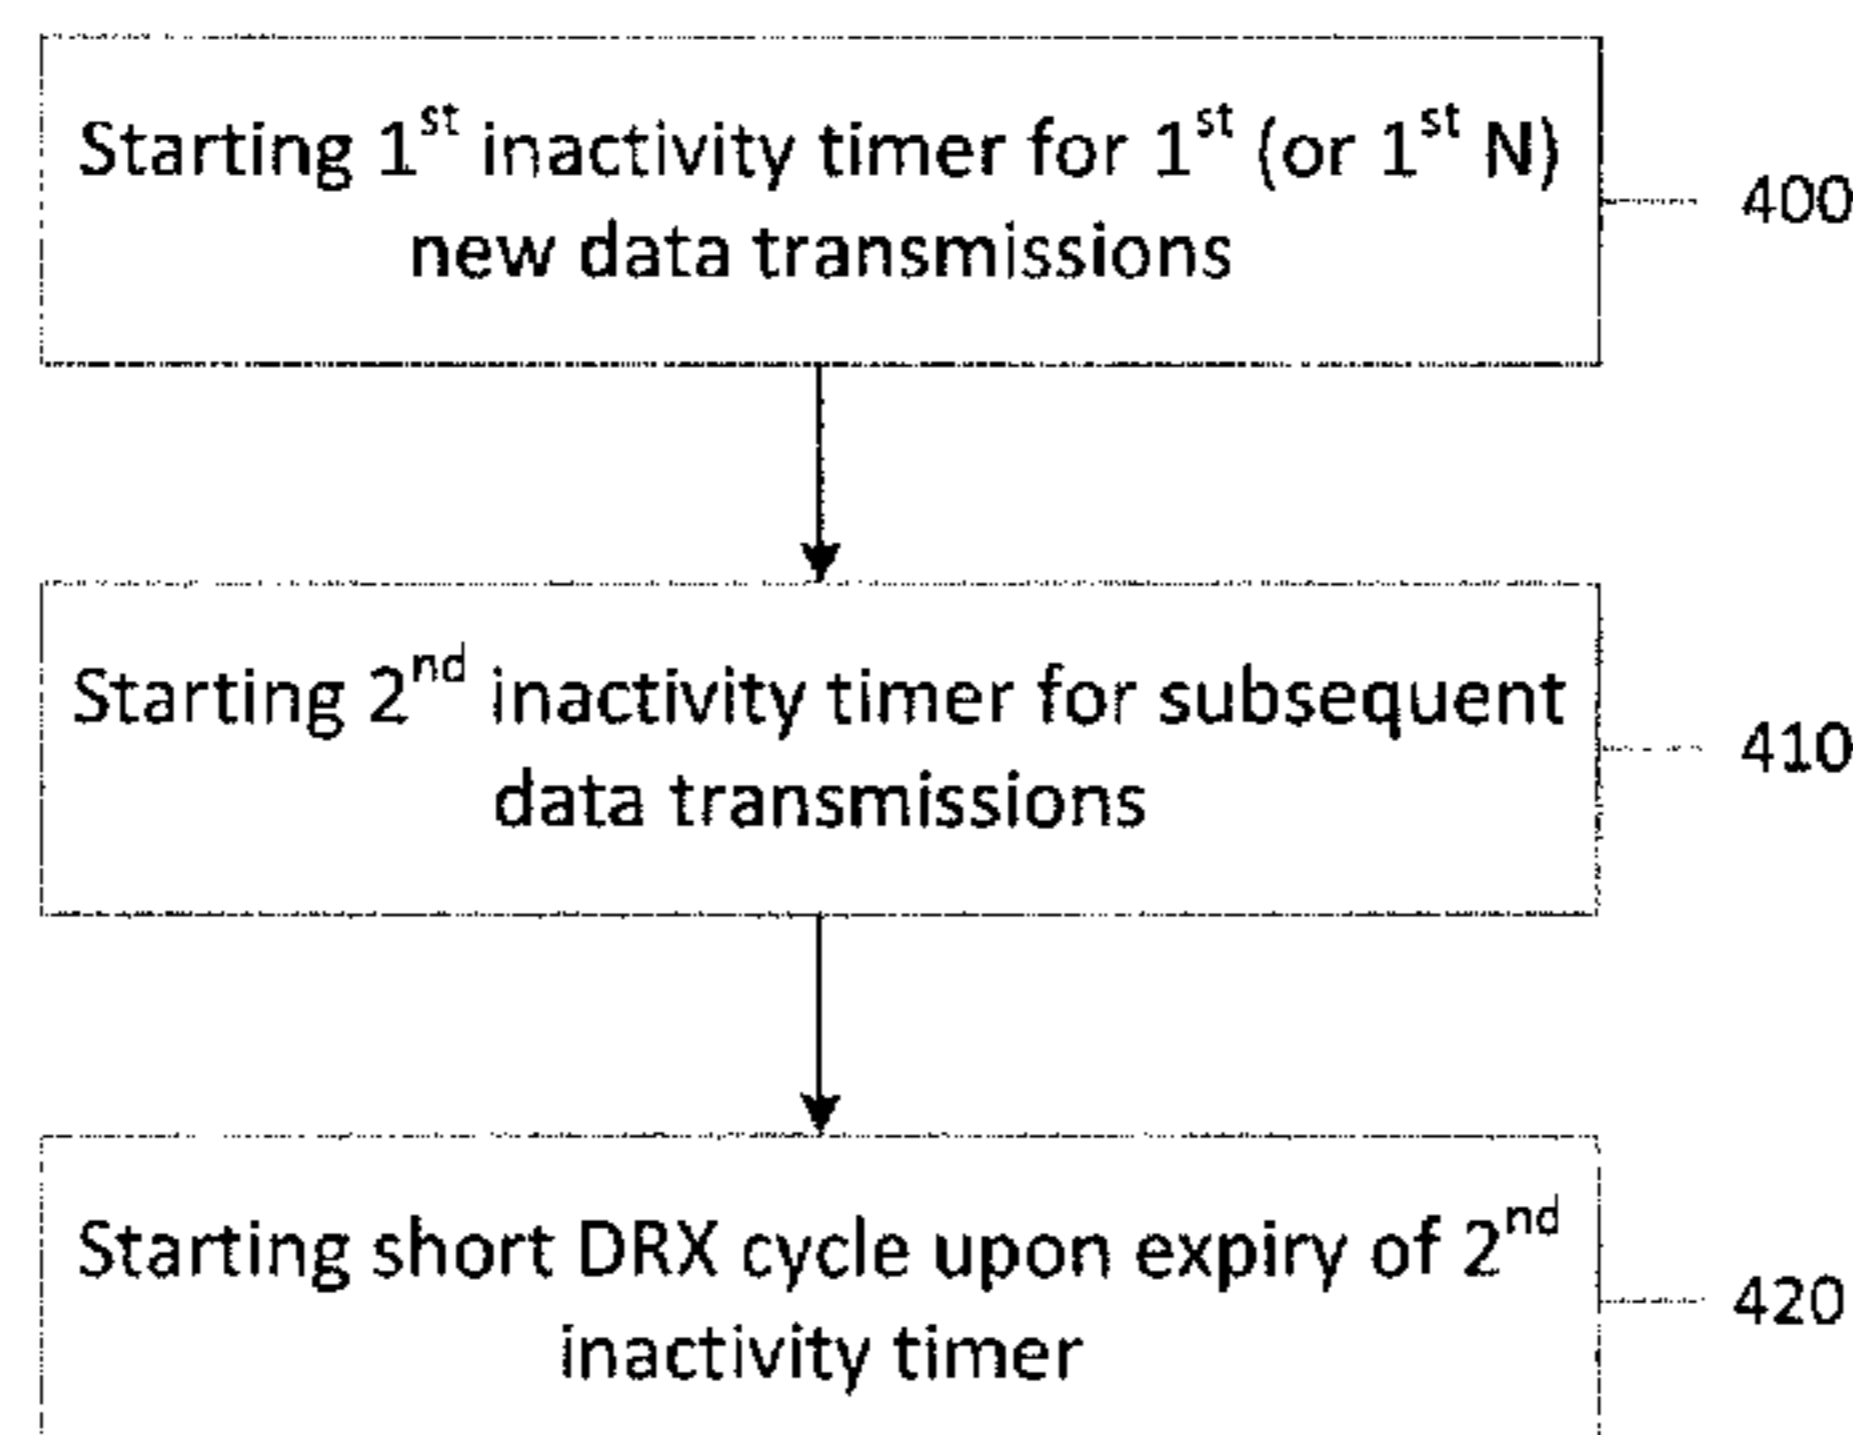 Starting 1st inactivity timer for 1st (or 1st N)
new data transmissions
400
Starting 2nd inactivity timer for subsequent
data transmissions
410
Starting short DRX cycle upon expiry of 2nd
inactivity timer
420